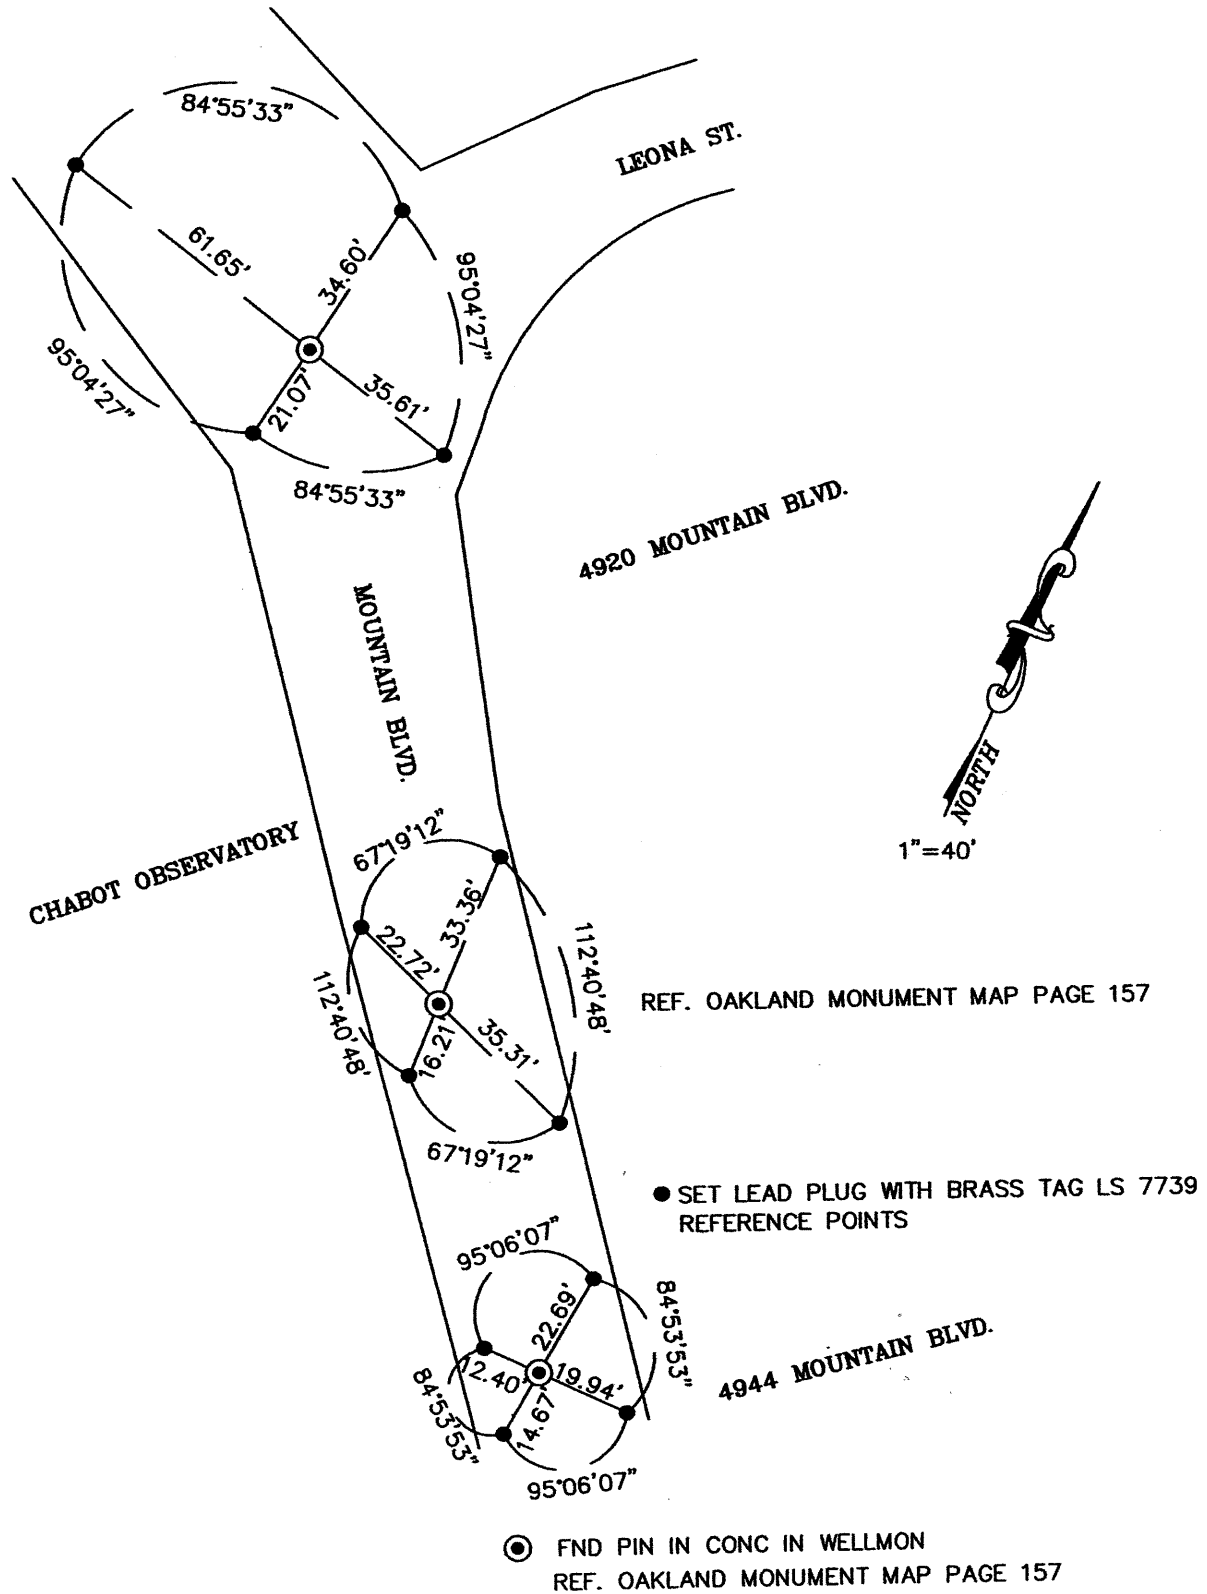 84°55'33"
LEONA ST.
61.65'
34.60'
95°04'27"
95°04'27"
21.07'
35.61'
84°55'33"
4920 MOUNTAIN BLVD.
MOUNTAIN BLVD.
NORTH
1"=40'
67°19'12"
CHABOT OBSERVATORY
33.36'
22.72'
112°40'48'
112°40'48'
REF. OAKLAND MONUMENT MAP PAGE 157
35.31'
16.21'
67°19'12"
SET LEAD PLUG WITH BRASS TAG LS 7739
REFERENCE POINTS
95°06'07"
22.69'
84°53'53"
4944 MOUNTAIN BLVD.
12.40'
19.94'
84°53'53"
14.67'
95°06'07"
FND PIN IN CONC IN WELLMON
REF. OAKLAND MONUMENT MAP PAGE 157